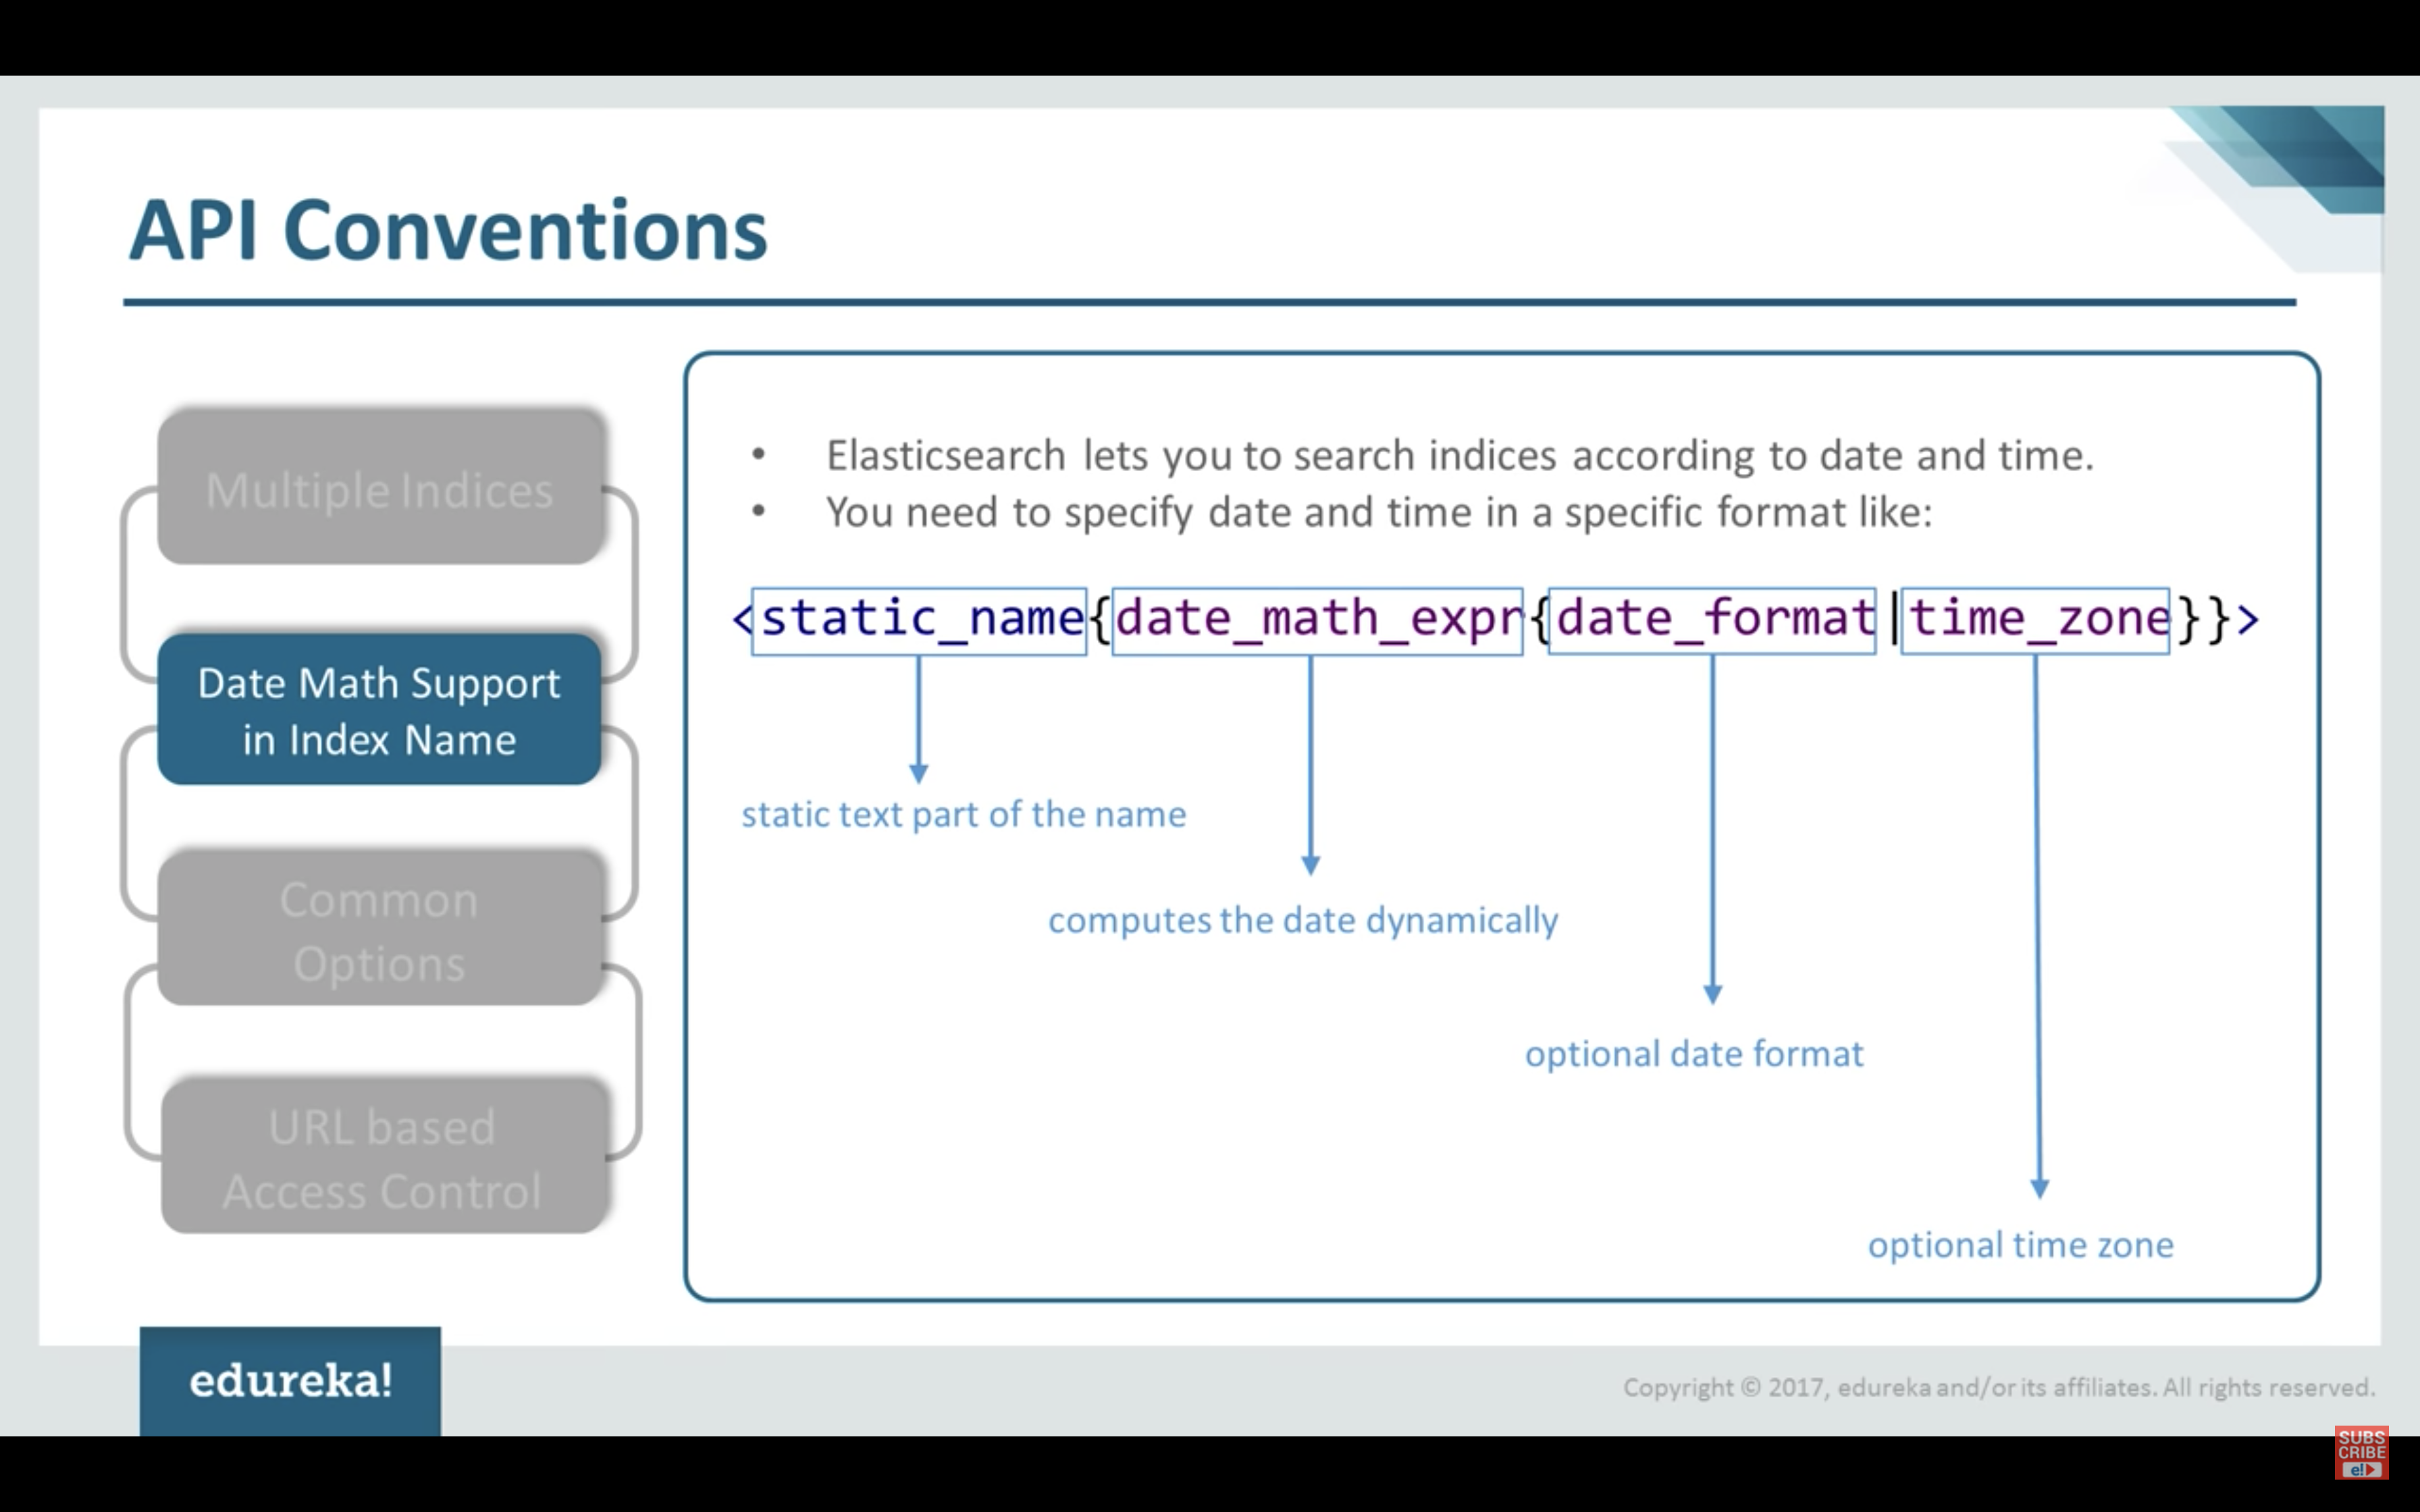 API Conventions
Multiple Indices
Date Math Support
in Index Name
Common
Options
URL based
Access Control
• Elasticsearch lets you to search indices according to date and time.
• You need to specify date and time in a specific format like:
<static_name{date_math_expr{date_format|time_zone}}>
static text part of the name
computes the date dynamically
optional date format
optional time zone
edureka!
Copyright © 2017, edureka and/or its affiliates. All rights reserved.
SUBS
CRIBE
e!